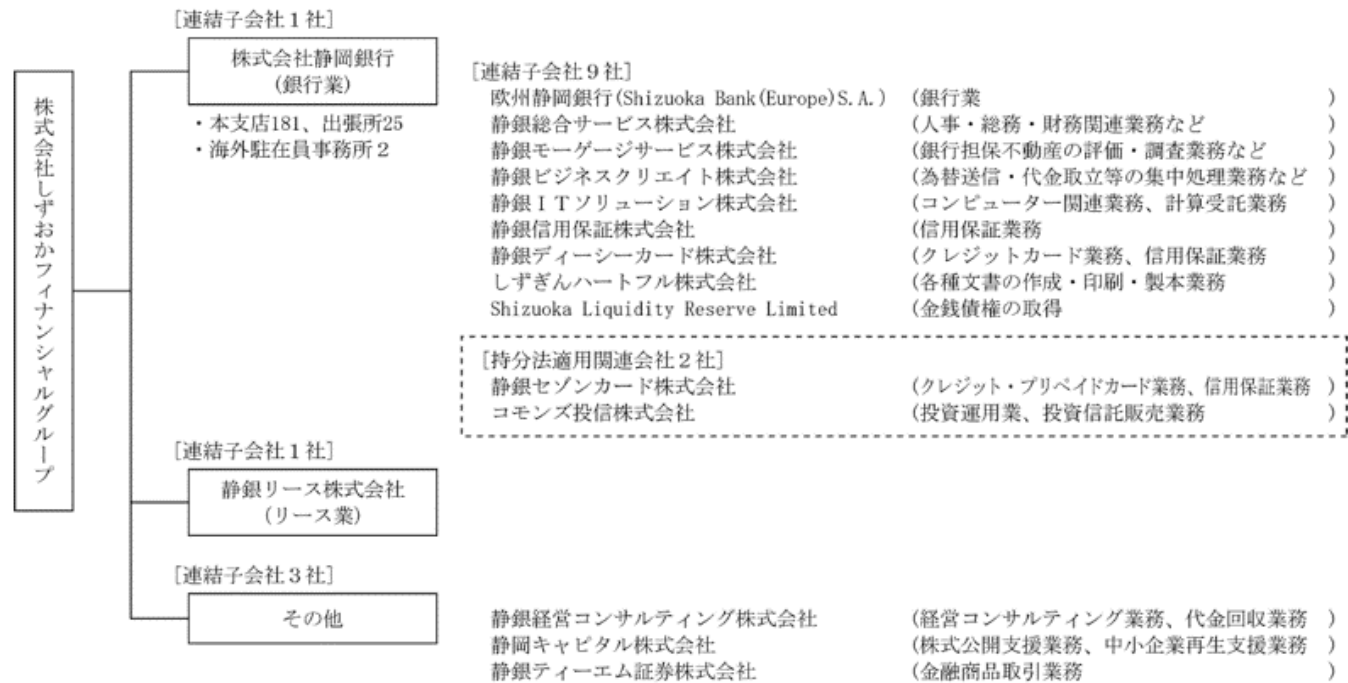 株式会社しずおかフィナンシャルグループ
[連結子会社1社]
株式会社静岡銀行
(銀行業)
・本支店181、出張所25
・海外駐在員事務所2
[連結子会社9社]
欧州静岡銀行(Shizuoka Bank(Europe)S.A.) (銀行業)
静銀総合サービス株式会社 (人事・総務・財務関連業務など)
静銀モーゲージサービス株式会社 (銀行担保不動産の評価・調査業務など)
静銀ビジネスクリエイト株式会社 (為替送信・代金取立等の集中処理業務など)
静銀ITソリューション株式会社 (コンピューター関連業務、計算受託業務)
静銀信用保証株式会社 (信用保証業務)
静銀ディーシーカード株式会社 (クレジットカード業務、信用保証業務)
しずぎんハートフル株式会社 (各種文書の作成・印刷・製本業務)
Shizuoka Liquidity Reserve Limited (金銭債権の取得)
[持分法適用関連会社2社]
静銀セゾンカード株式会社 (クレジット・プリペイドカード業務、信用保証業務)
コモンズ投信株式会社 (投資運用業、投資信託販売業務)
[連結子会社1社]
静銀リース株式会社
(リース業)
[連結子会社3社]
その他
静銀経営コンサルティング株式会社 (経営コンサルティング業務、代金回収業務)
静岡キャピタル株式会社 (株式公開支援業務、中小企業再生支援業務)
静銀ティーエム証券株式会社 (金融商品取引業務)